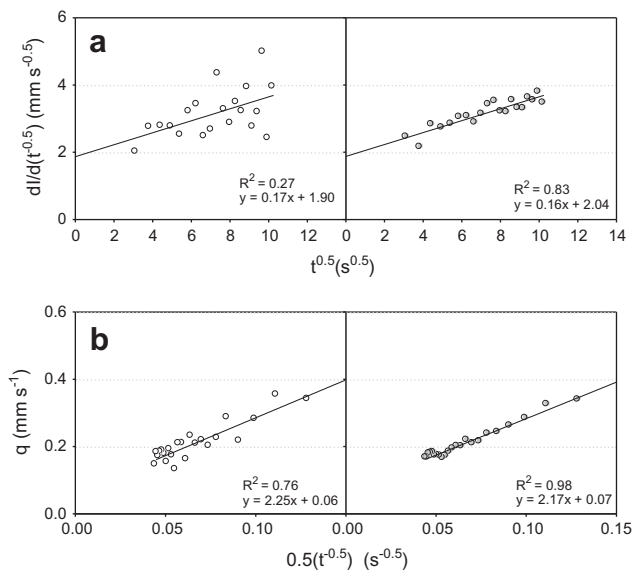 a
6
4
2
0
dI/d(t^-0.5) (mm s^-0.5)
R^2 = 0.27
y = 0.17x + 1.90
R^2 = 0.83
y = 0.16x + 2.04
0 2 4 6 8 10 12 0 2 4 6 8 10 12 14
t^0.5(s^0.5)
b
0.6
0.4
0.2
0.0
q (mm s^-1)
R^2 = 0.76
y = 2.25x + 0.06
R^2 = 0.98
y = 2.17x + 0.07
0.00 0.05 0.10 0.00 0.05 0.10 0.15
0.5(t^-0.5) (s^-0.5)